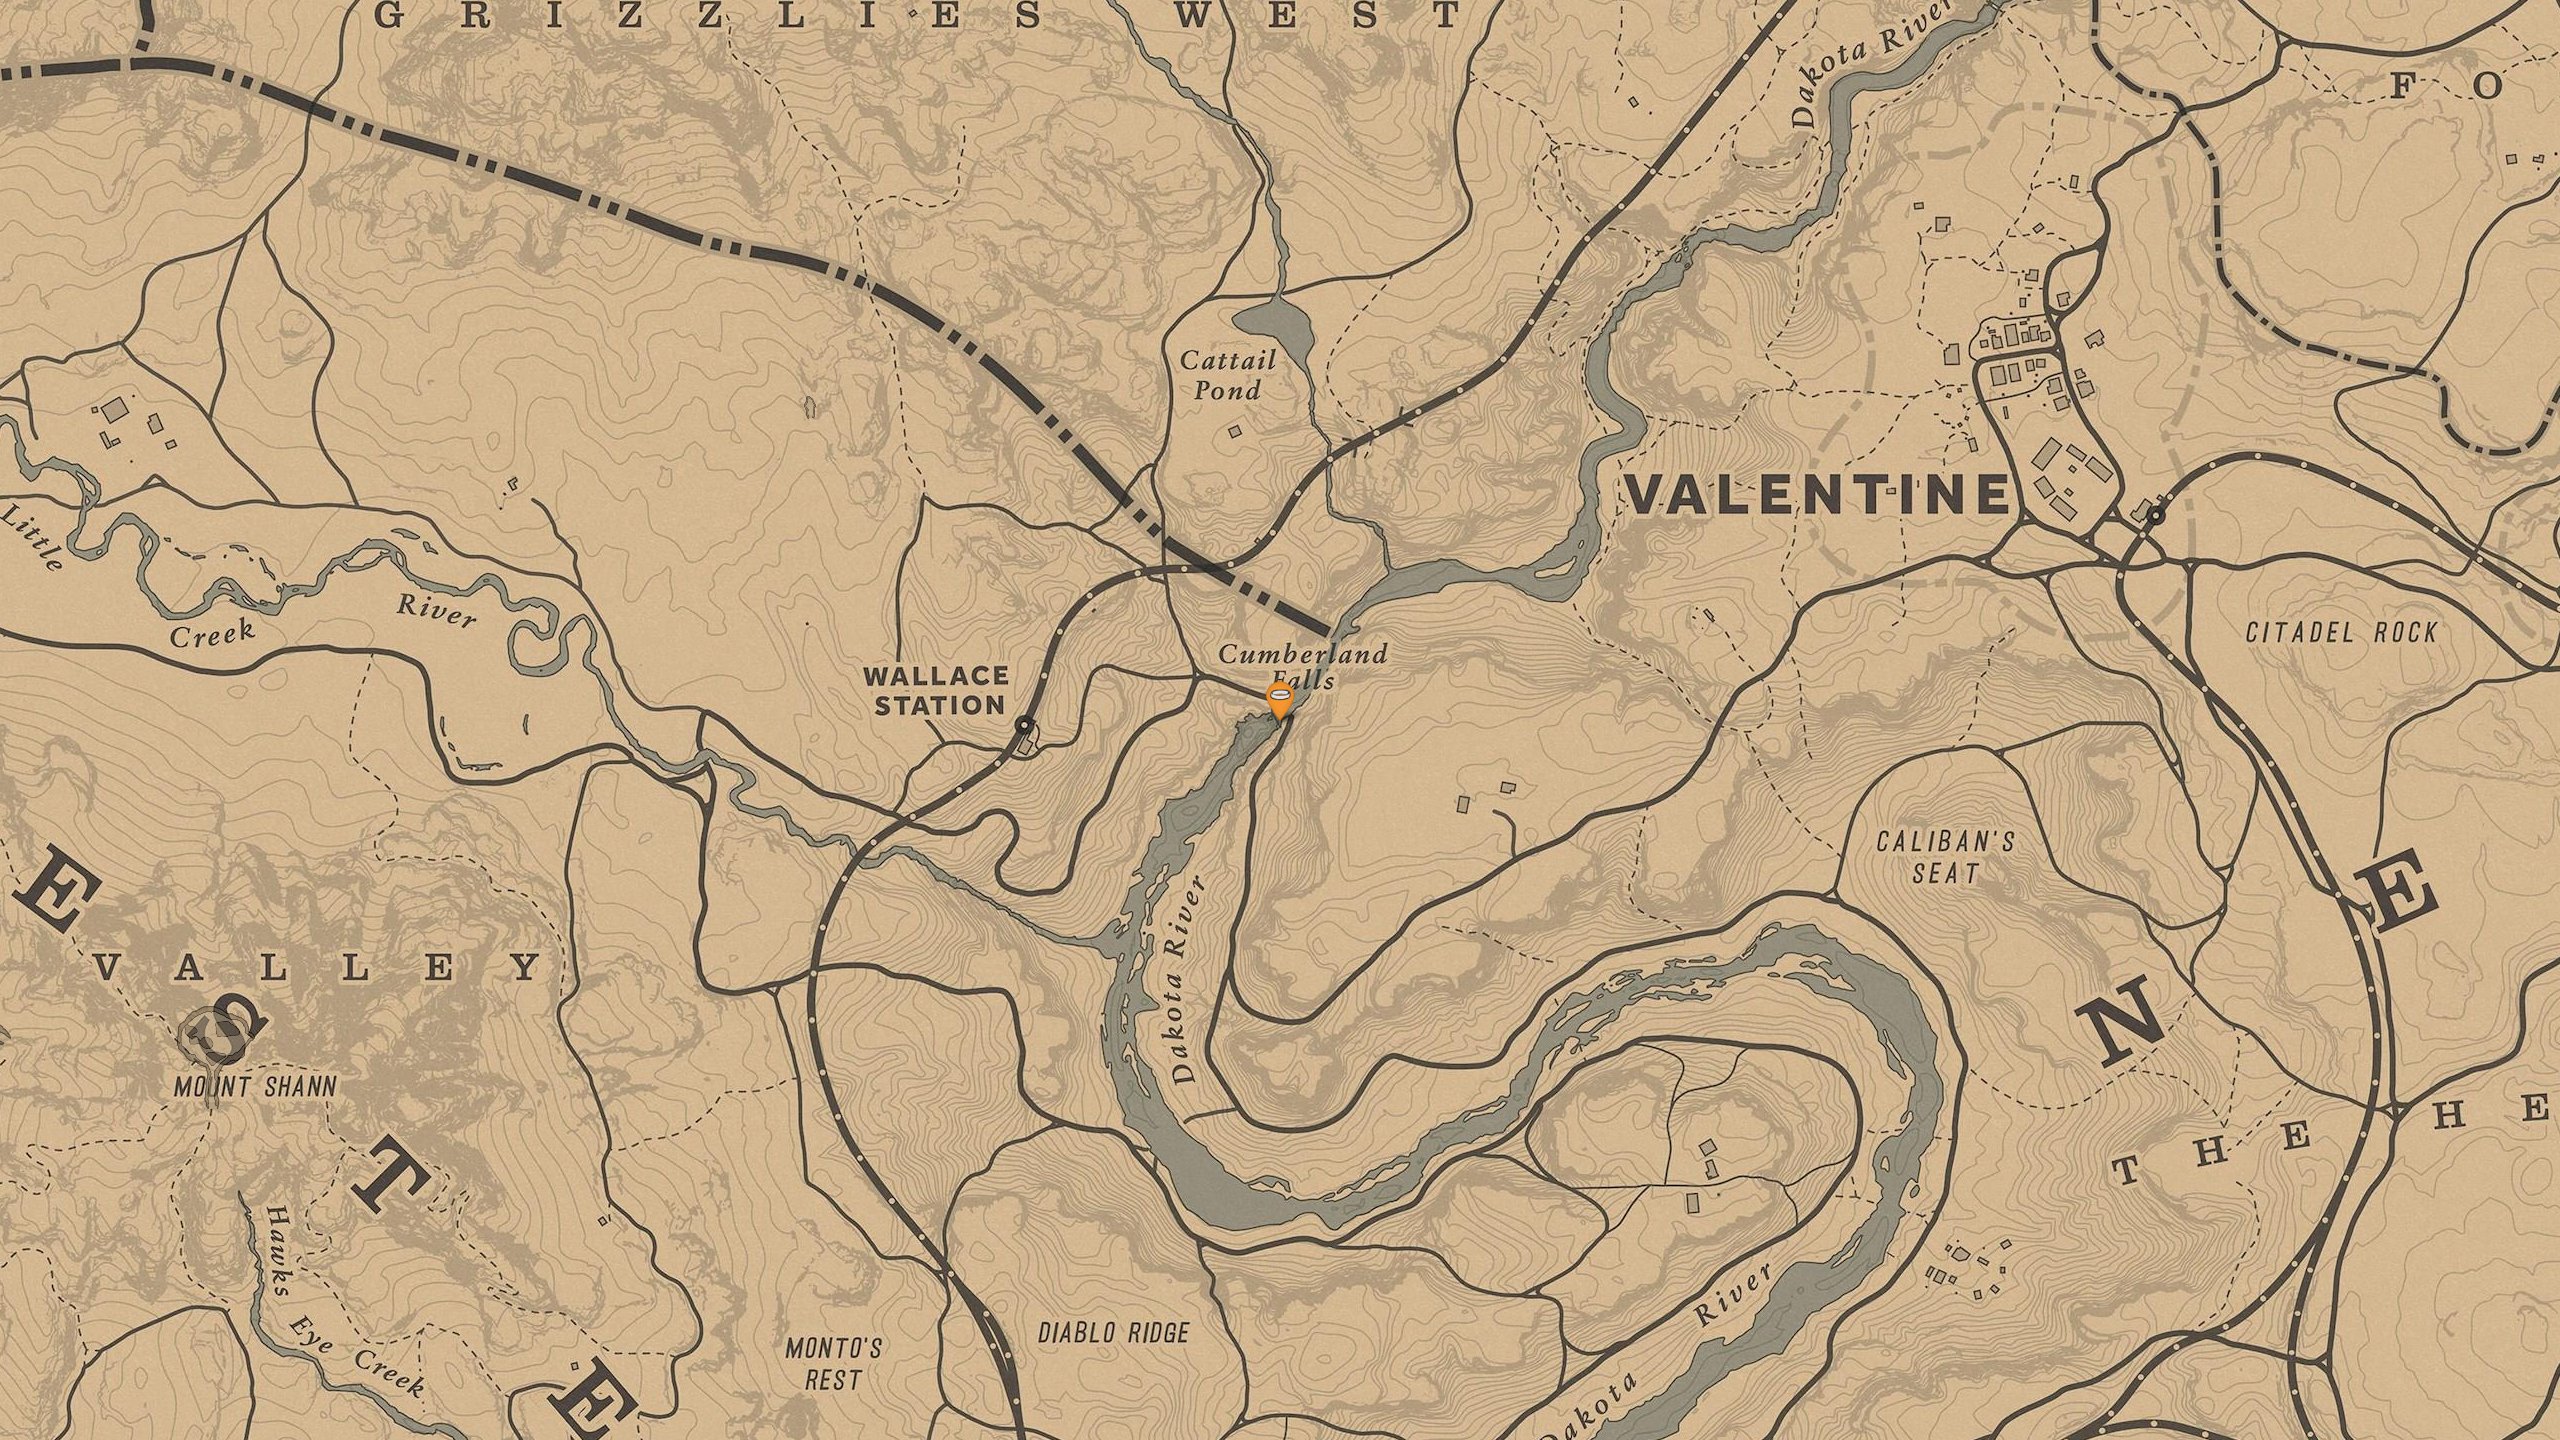 GRIZZLIES WEST
Dakota River
FO
Cattail
Pond
VALENTINE
Little
Creek
River
CITADEL ROCK
Cumberland
Falls
WALLACE
STATION
CALIBAN'S
SEAT
E
E
VALLEY
Dakota River
S
N
MOUNT SHANN
THE HE
T
Hawks
Eye Creek
River
Dakota
DIABLO RIDGE
MONTO'S
REST
E